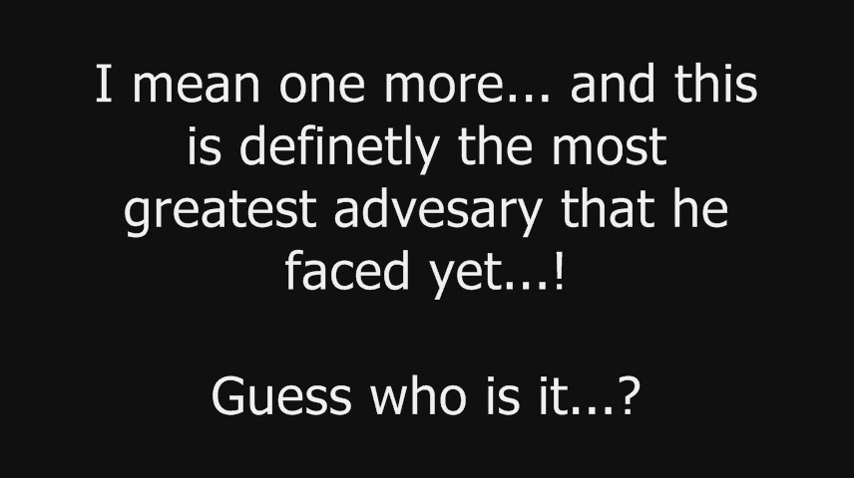 I mean one more... and this
is definetly the most
greatest advesary that he
faced yet...!
Guess who is it...?